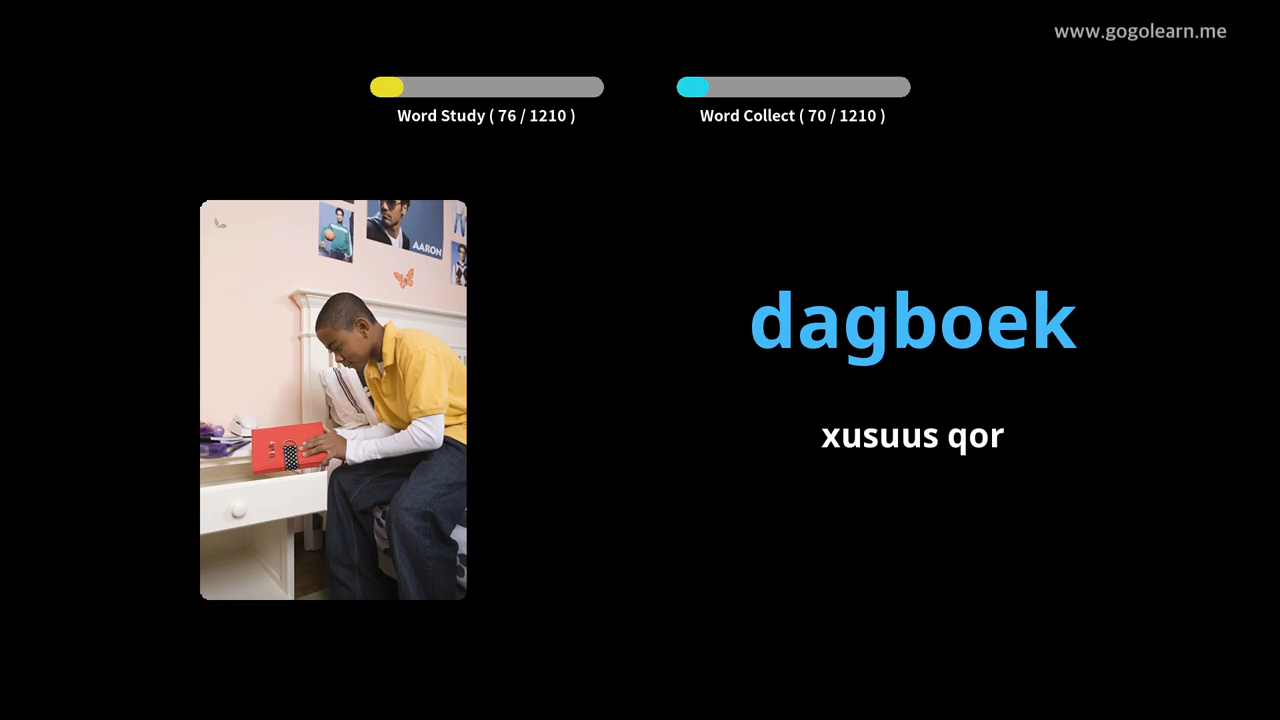 www.gogolearn.me
Word Study ( 76 / 1210 )
Word Collect ( 70 / 1210 )
AARON
dagboek
xusuus qor